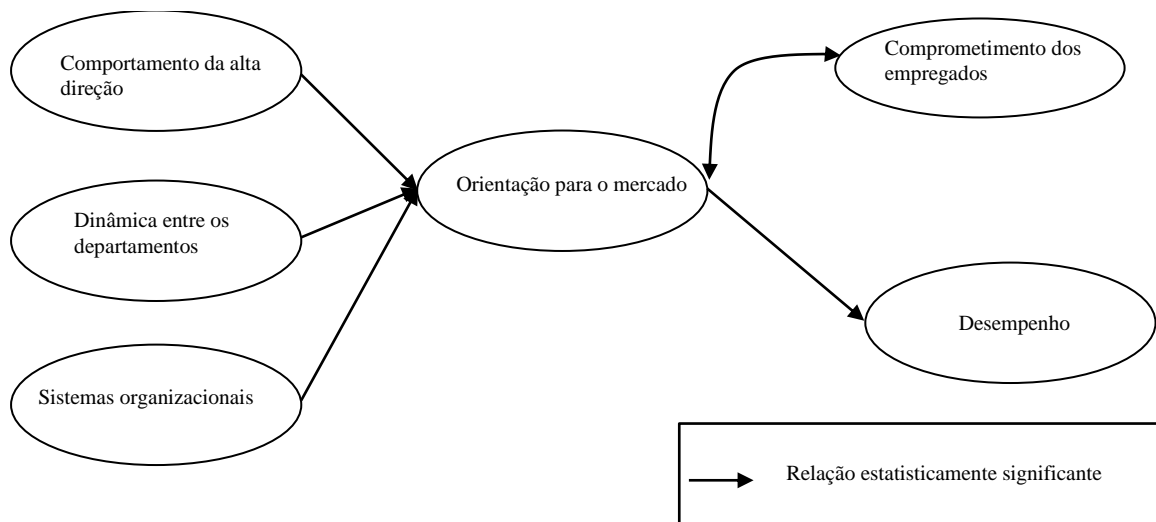 Comportamento da alta
direção
Dinâmica entre os
departamentos
Sistemas organizacionais
Orientação para o mercado
Comprometimento dos
empregados
Desempenho
Relação estatisticamente significante